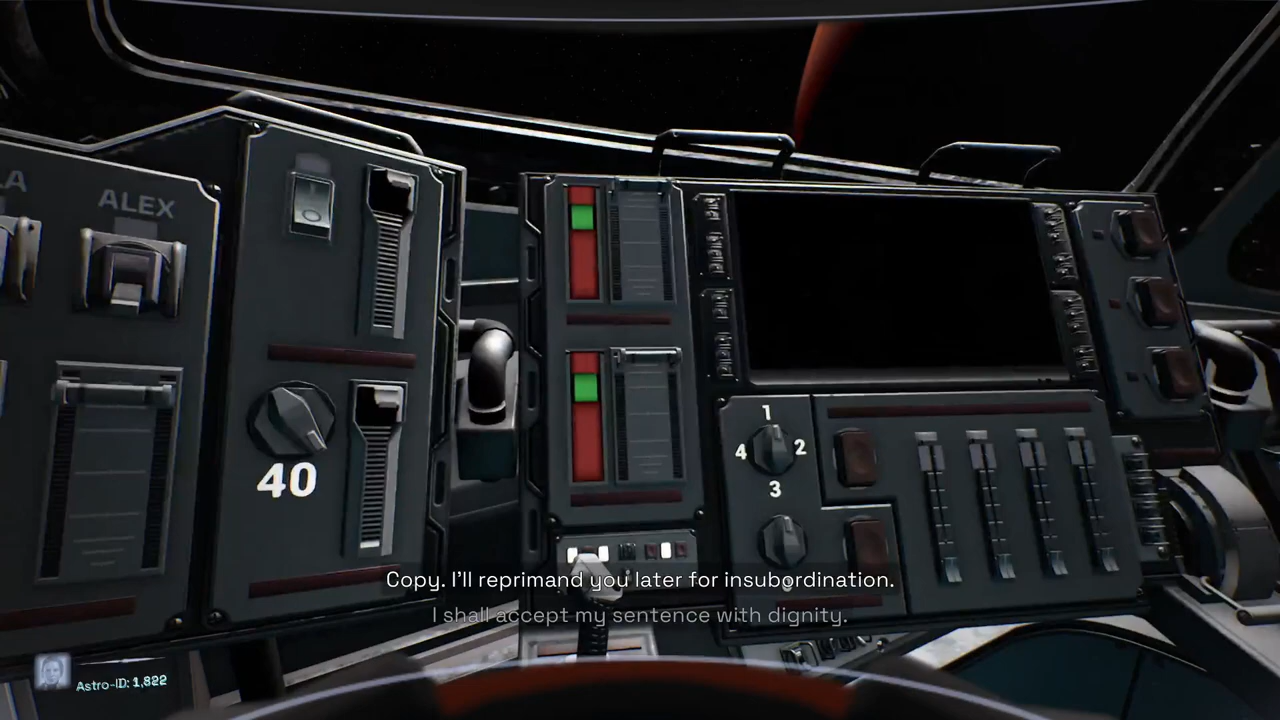 LA
ALEX
40
1
4
2
3
Copy. I'll reprimand you later for insubordination.
I shall accept my sentence with dignity.
Astro-ID: 1,822